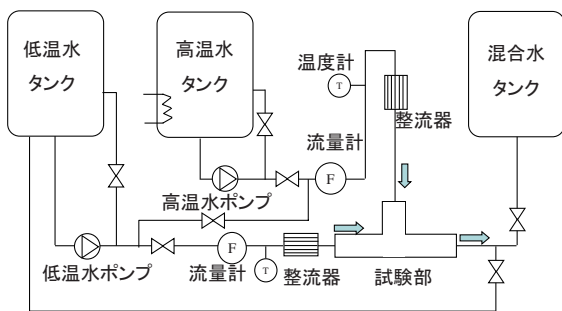 低温水
タンク
高温水
タンク
温度計
T
整流器
混合水
タンク
流量計
F
高温水ポンプ
低温水ポンプ
F
流量計
T
整流器
試験部